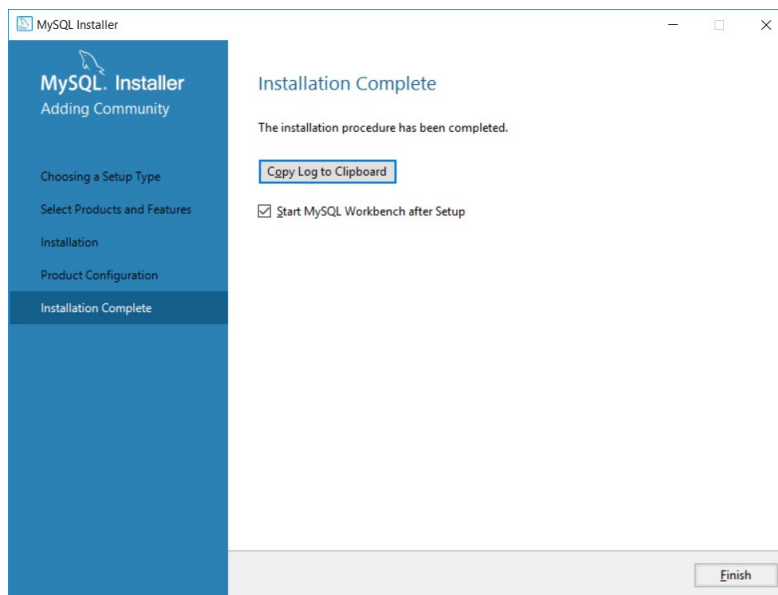 MySQL Installer
MySQL. Installer
Adding Community
Choosing a Setup Type
Select Products and Features
Installation
Product Configuration
Installation Complete
Installation Complete
The installation procedure has been completed.
Copy Log to Clipboard
Start MySQL Workbench after Setup
Finish